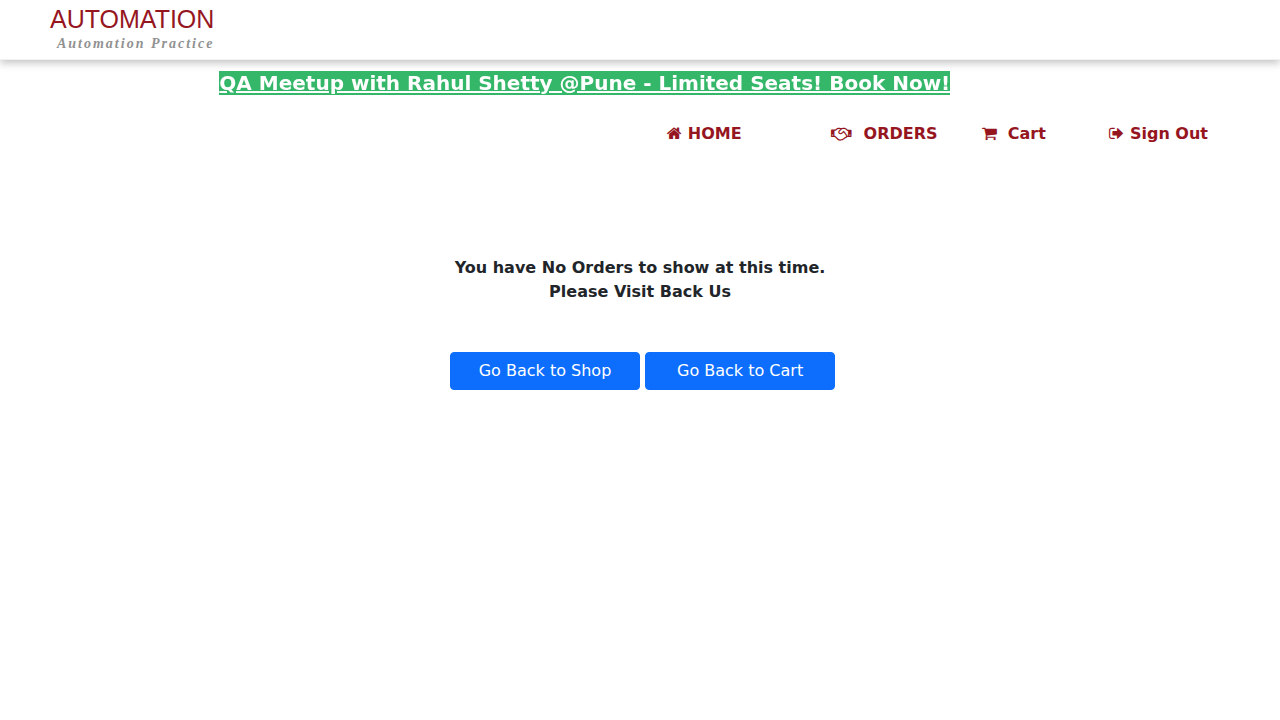 AUTOMATION
Automation Practice
QA Meetup with Rahul Shetty @Pune - Limited Seats! Book Now!
HOME ORDERS Cart Sign Out
You have No Orders to show at this time.
Please Visit Back Us
Go Back to Shop Go Back to Cart